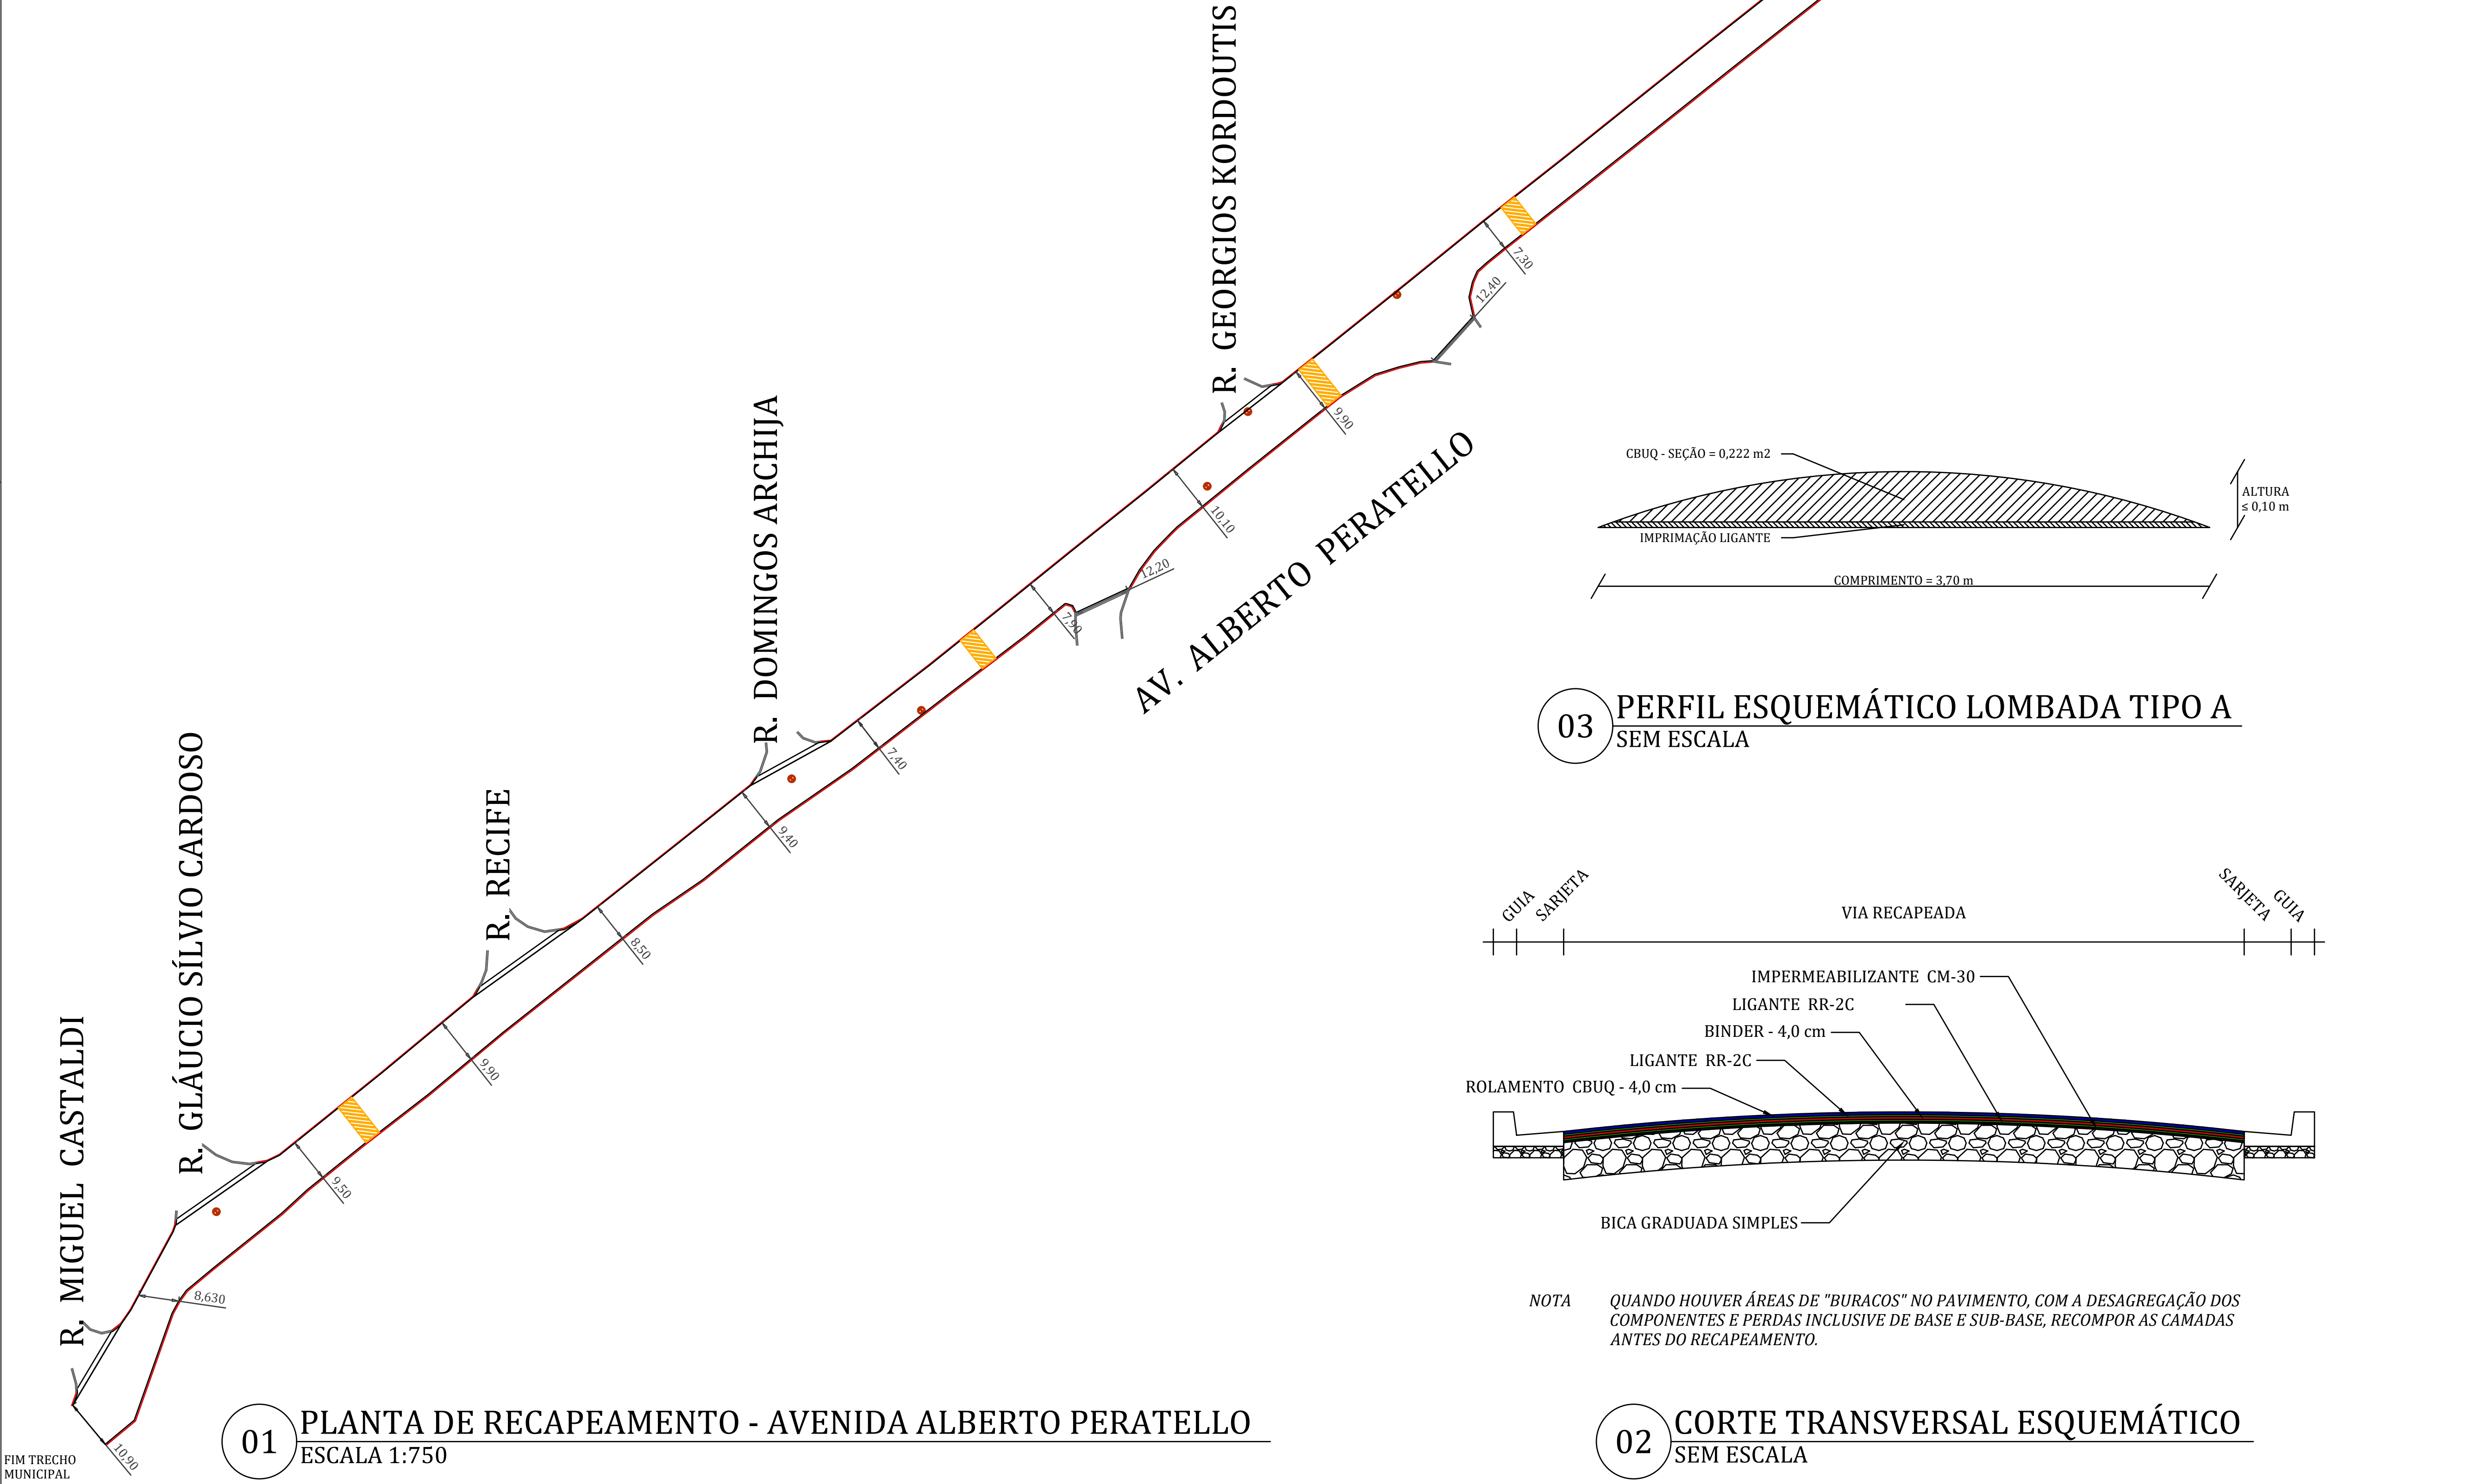 R. MIGUEL CASTALDI
R. GLÁUCIO SÍLVIO CARDOSO
R. RECIFE
R. DOMINGOS ARCHIJA
R. GEORGIOS KORDOUTIS
AV. ALBERTO PERATELLO
7,30
12,40
9,90
10,10
12,20
7,90
7,40
9,40
8,50
9,90
9,50
8,630
10,90
FIM TRECHO
MUNICIPAL
01
PLANTA DE RECAPEAMENTO - AVENIDA ALBERTO PERATELLO
ESCALA 1:750
CBUQ - SEÇÃO = 0,222 m2
ALTURA
≤ 0,10 m
IMPRIMAÇÃO LIGANTE
COMPRIMENTO = 3,70 m
03
PERFIL ESQUEMÁTICO LOMBADA TIPO A
SEM ESCALA
GUIA
SARJETA
VIA RECAPEADA
SARJETA
GUIA
IMPERMEABILIZANTE CM-30
LIGANTE RR-2C
BINDER - 4,0 cm
LIGANTE RR-2C
ROLAMENTO CBUQ - 4,0 cm
BICA GRADUADA SIMPLES
NOTA QUANDO HOUVER ÁREAS DE "BURACOS" NO PAVIMENTO, COM A DESAGREGAÇÃO DOS
COMPONENTES E PERDAS INCLUSIVE DE BASE E SUB-BASE, RECOMPOR AS CAMADAS
ANTES DO RECAPEAMENTO.
02
CORTE TRANSVERSAL ESQUEMÁTICO
SEM ESCALA